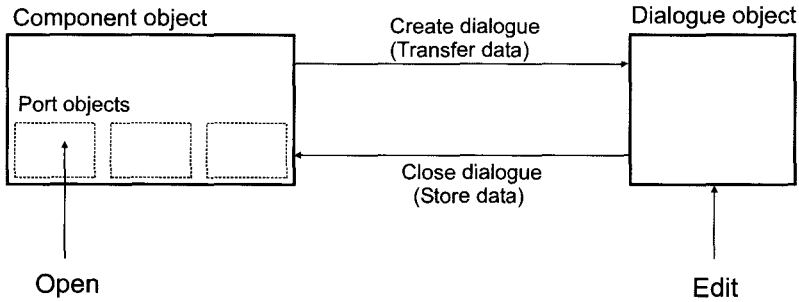 Component object
Dialogue object
Create dialogue
(Transfer data)
Port objects
Close dialogue
(Store data)
Open
Edit